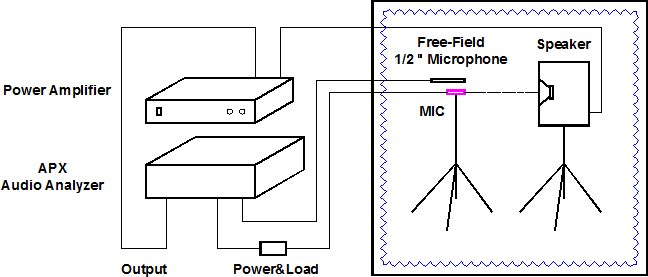 Free-Field
1/2 " Microphone
Speaker
Power Amplifier
MIC
APX
Audio Analyzer
Output
Power&Load